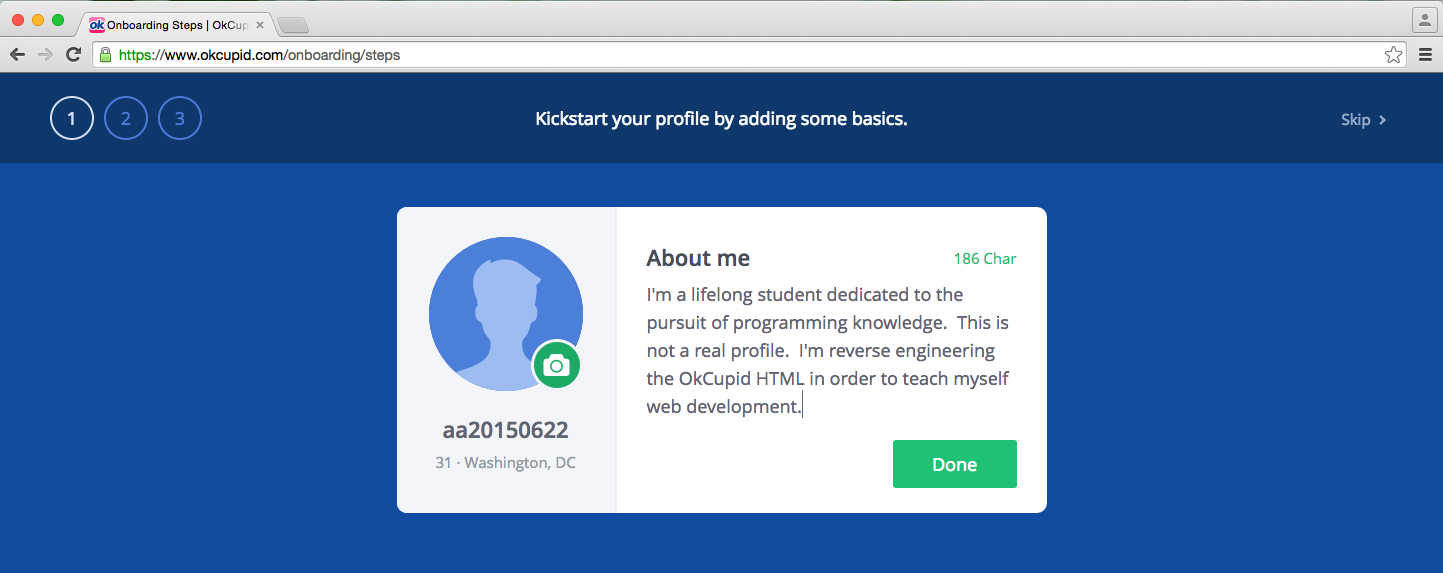 ok Onboarding Steps | OkCup
https://www.okcupid.com/onboarding/steps
1 2 3
Kickstart your profile by adding some basics.
Skip >
About me
186 Char
I'm a lifelong student dedicated to the
pursuit of programming knowledge.  This is
not a real profile.  I'm reverse engineering
the OkCupid HTML in order to teach myself
web development.
aa20150622
31 · Washington, DC
Done